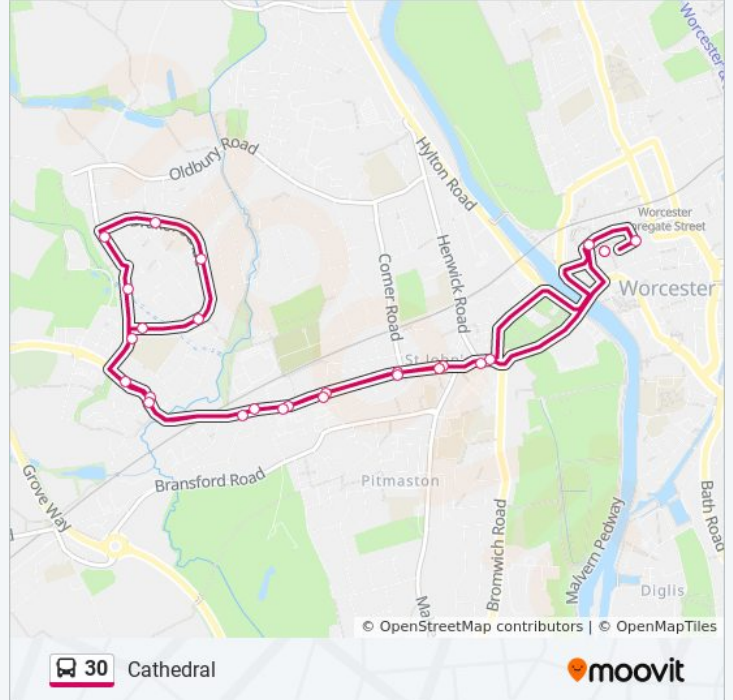 Worcester &
Oldbury Road
Hylton Road
Worcester
Foregate Street
Henwick Road
Comer Road
Worcester
St John's
Grove Way
Bransford Road
Pitmaston
Bromwich Road
Malvern Pedway
Bath Road
Diglis
© OpenStreetMap contributors | © OpenMapTiles
30 Cathedral
moovit